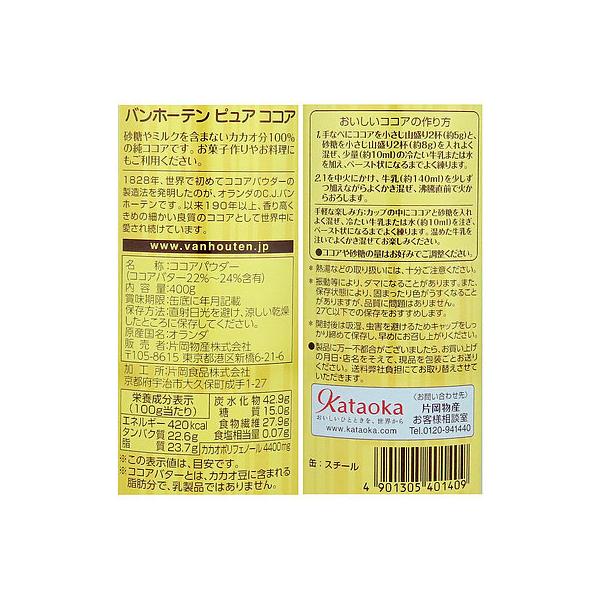 バンホーテン ピュア ココア
砂糖やミルクを含まないカカオ分100%
の純ココアです。お菓子作りやお料理
にもご利用ください。
1828年、世界で初めてココアパウダーの
製造法を発明したのが、オランダのC.J.バン
ホーテンです。以来190年以上、香り高く
きめの細かい良質のココアとして世界中に
愛され続けています。
www.vanhouten.jp
名称:ココアパウダー
(ココアバター22%~24%含有)
内容量:400g
賞味期限:缶底に年月記載
保存方法:直射日光を避け、涼しい乾燥
したところに保存してください。
原産国名:オランダ
販売者:片岡物産株式会社
〒105-8615 東京都港区新橋6-21-6
加工所:片岡食品株式会社
京都府宇治市大久保町成手1-27
栄養成分表示
(100g当たり)
エネルギー 420kcal
タンパク質 22.6g
脂質 23.7g
炭水化物 42.9g
糖質 15.0g
食物繊維 27.9g
食塩相当量 0.07g
カカオポリフェノール 4400mg
※この表示値は、目安です。
※ココアバターとは、カカオ豆に含まれる
脂肪分で、乳製品ではありません。
おいしいココアの作り方
1.手なべにココアを小さじ山盛り2杯(約5g)と、
砂糖を小さじ山盛り2杯(約8g)を入れよく
混ぜ、少量(約10ml)の冷たい牛乳または水
を加え、ペースト状になるまでよく練ります。
2.1を中火にかけ、牛乳(約140ml)を少しず
つ加えながらよくかき混ぜ、沸騰直前で火か
らおろします。
手軽な楽しみ方:カップの中にココアと砂糖を入れ
よく混ぜ、冷たい牛乳または水(約10ml)を注ぎ、
ペースト状になるまでよく練ります。温めた牛乳を
注いでよくかき混ぜてお楽しみください。
●ココアや砂糖の量はお好みでご調整ください。
＊熱湯などの取り扱いには、十分ご注意ください。
＊振動等により、ダマになることがあります。また、
保存状態により、固まったり色がうすくなること
がありますが、品質に問題はありません。
27℃以下での保存をおすすめします。
＊開封後は吸湿、虫害を避けるためキャップをしっ
かり締めて保存し、早めにお召し上がりください。
●製品に万一不都合がございましたら、お買い上げ
の月日・店名をそえて、現品を包装ごとお送り
ください。送料弊社負担にてお取り替えさせて
いただきます。
Kataoka
おいしいひとときを、世界から
www.kataoka.com
〈お問い合わせ先〉
片岡物産
お客様相談室
Tel.0120-941440
缶:スチール
4 901305 401409